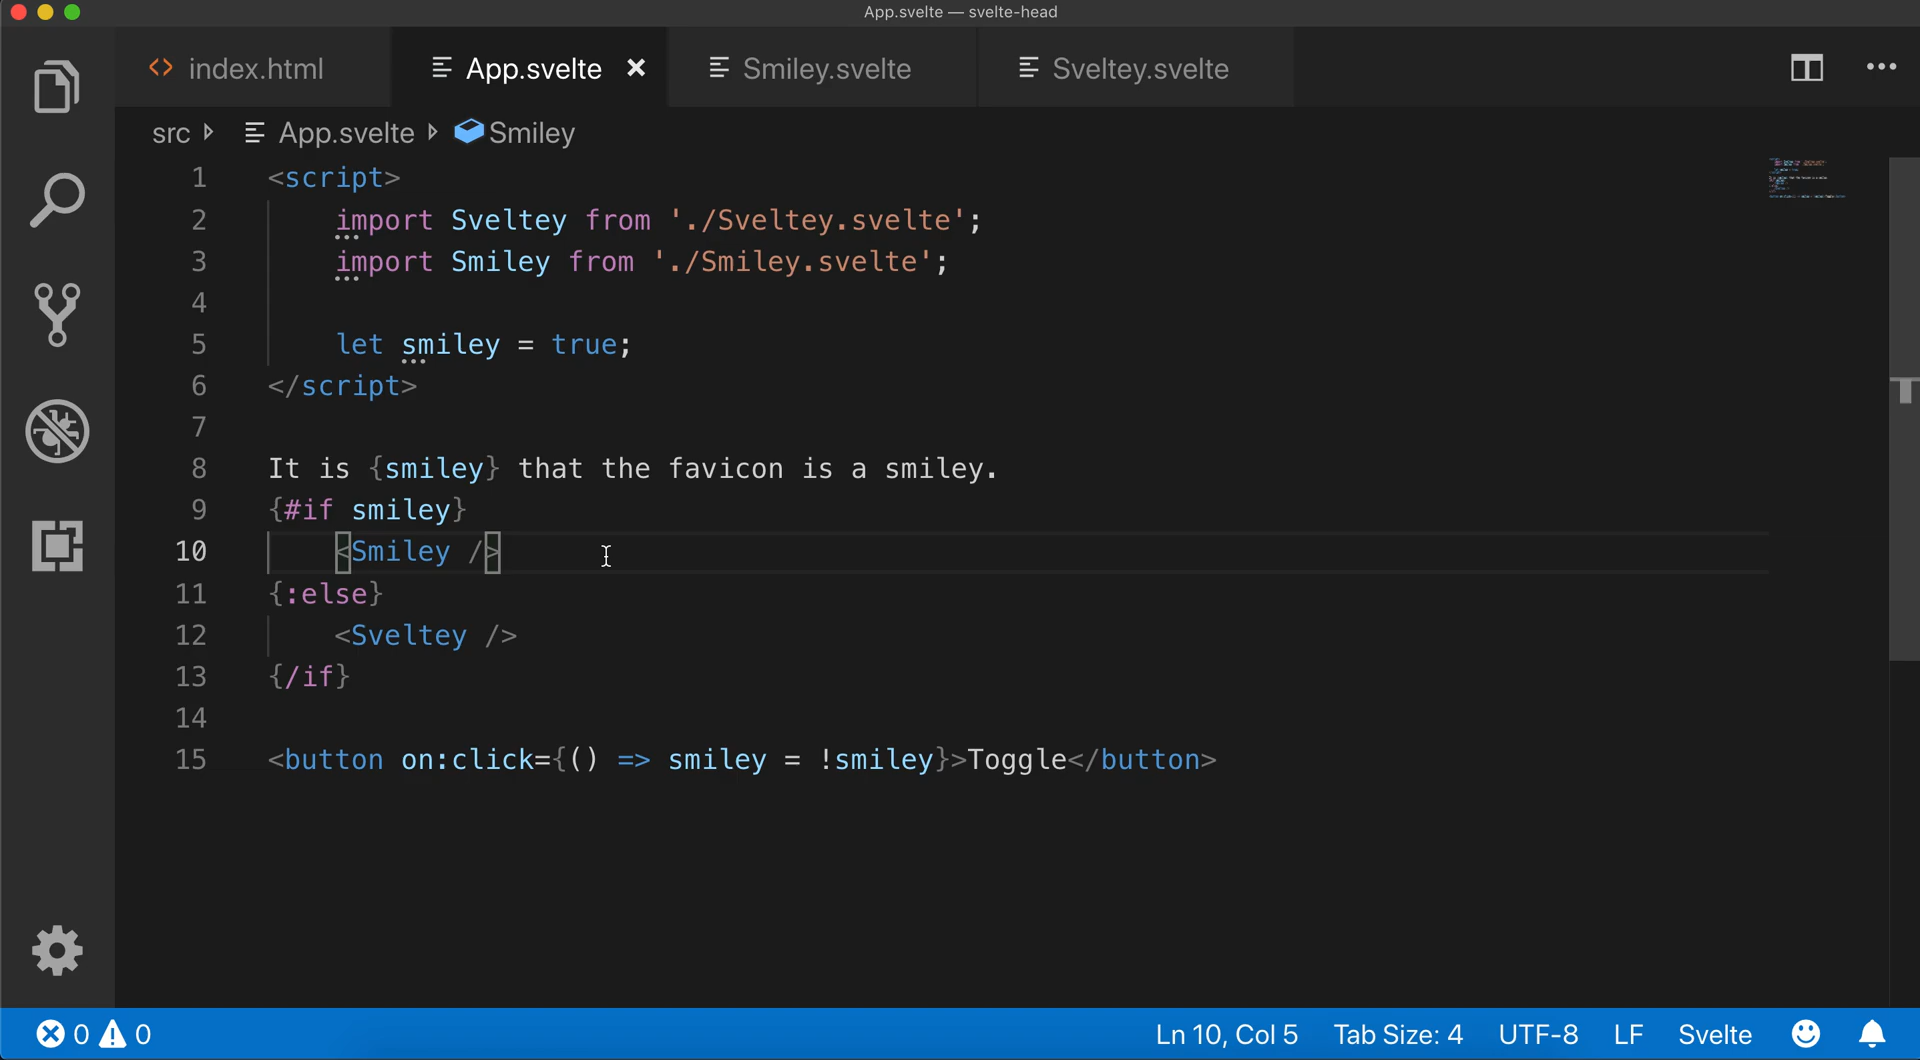 App.svelte — svelte-head
index.html
App.svelte
Smiley.svelte
Sveltey.svelte
src
App.svelte
Smiley
1 <script>
2     import Sveltey from './Sveltey.svelte';
3     import Smiley from './Smiley.svelte';
4
5     let smiley = true;
6 </script>
7
8 It is {smiley} that the favicon is a smiley.
9 {#if smiley}
10     <Smiley />
11 {:else}
12     <Sveltey />
13 {/if}
14
15 <button on:click={() => smiley = !smiley}>Toggle</button>
0 0 Ln 10, Col 5 Tab Size: 4 UTF-8 LF Svelte